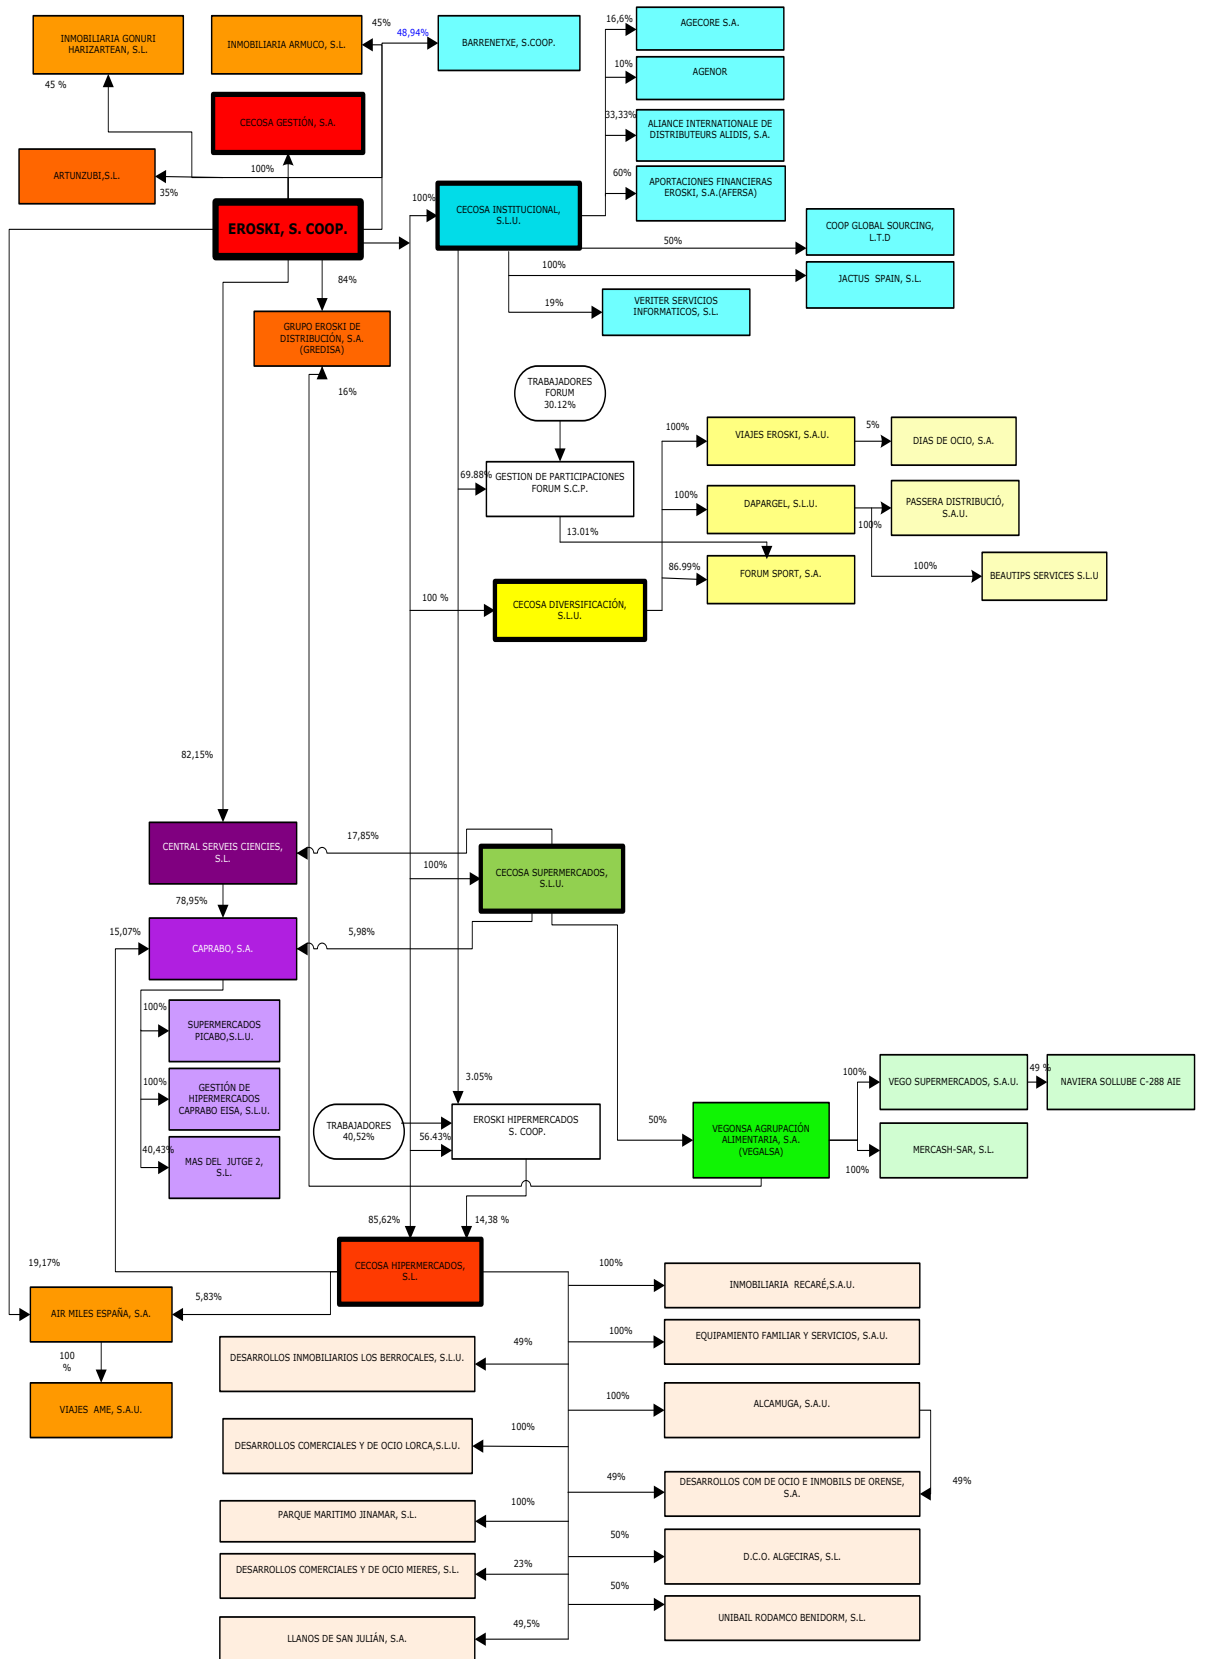 INMOBILIARIA GONURI
HARIZARTEAN, S.L.
45 %
INMOBILIARIA ARMUCO, S.L.
45%
48,94%
BARRENETXE, S.COOP.
16,6%
AGECORE S.A.
10%
AGENOR
CECOSA GESTIÓN, S.A.
33,33%
ALIANCE INTERNATIONALE DE
DISTRIBUTEURS ALIDIS, S.A.
ARTUNZUBI,S.L.
35%
100%
60%
APORTACIONES FINANCIERAS
EROSKI, S.A.(AFERSA)
EROSKI, S. COOP.
100%
CECOSA INSTITUCIONAL,
S.L.U.
50%
COOP GLOBAL SOURCING,
L.T.D
100%
JACTUS SPAIN, S.L.
84%
19%
VERITER SERVICIOS
INFORMATICOS, S.L.
GRUPO EROSKI DE
DISTRIBUCIÓN, S.A.
(GREDISA)
16%
TRABAJADORES
FORUM
30.12%
100%
VIAJES EROSKI, S.A.U.
5%
DIAS DE OCIO, S.A.
69.88%
GESTION DE PARTICIPACIONES
FORUM S.C.P.
100%
DAPARGEL, S.L.U.
100%
PASSERA DISTRIBUCIÓ,
S.A.U.
13.01%
86.99%
FORUM SPORT, S.A.
100%
BEAUTIPS SERVICES S.L.U
100 %
CECOSA DIVERSIFICACIÓN,
S.L.U.
82,15%
CENTRAL SERVEIS CIENCIES,
S.L.
17,85%
100%
CECOSA SUPERMERCADOS,
S.L.U.
78,95%
15,07%
CAPRABO, S.A.
5,98%
100%
SUPERMERCADOS
PICABO,S.L.U.
100%
GESTIÓN DE
HIPERMERCADOS
CAPRABO EISA, S.L.U.
40,43%
MAS DEL JUTGE 2,
S.L.
3.05%
TRABAJADORES
40,52%
56.43%
EROSKI HIPERMERCADOS
S. COOP.
50%
VEGONSA AGRUPACIÓN
ALIMENTARIA, S.A.
(VEGALSA)
100%
VEGO SUPERMERCADOS, S.A.U.
49 %
NAVIERA SOLLUBE C-288 AIE
100%
MERCASH-SAR, S.L.
85,62%
14,38 %
CECOSA HIPERMERCADOS,
S.L.
19,17%
AIR MILES ESPAÑA, S.A.
5,83%
100
%
VIAJES AME, S.A.U.
100%
INMOBILIARIA RECARÉ,S.A.U.
100%
EQUIPAMIENTO FAMILIAR Y SERVICIOS, S.A.U.
49%
DESARROLLOS INMOBILIARIOS LOS BERROCALES, S.L.U.
100%
ALCAMUGA, S.A.U.
100%
DESARROLLOS COMERCIALES Y DE OCIO LORCA,S.L.U.
49%
DESARROLLOS COM DE OCIO E INMOBILS DE ORENSE,
S.A.
49%
100%
PARQUE MARITIMO JINAMAR, S.L.
50%
D.C.O. ALGECIRAS, S.L.
23%
DESARROLLOS COMERCIALES Y DE OCIO MIERES, S.L.
50%
UNIBAIL RODAMCO BENIDORM, S.L.
49,5%
LLANOS DE SAN JULIÁN, S.A.